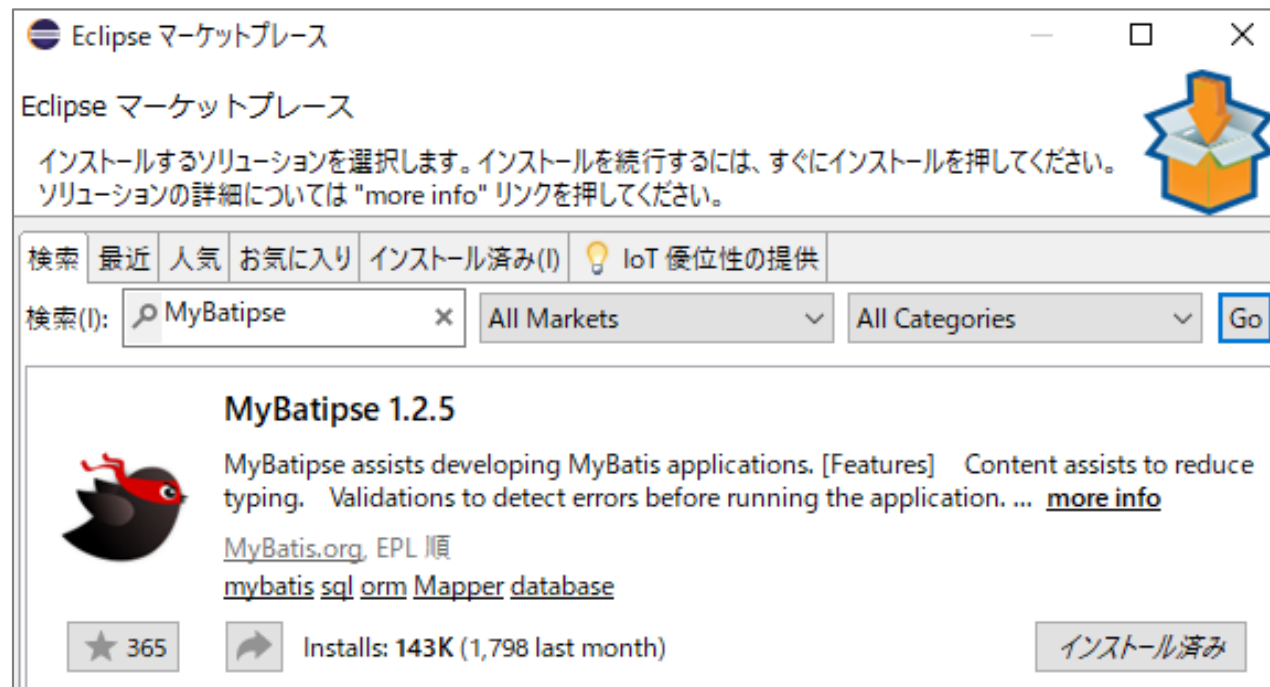 Eclipse マーケットプレース
Eclipse マーケットプレース
インストールするソリューションを選択します。インストールを続行するには、すぐにインストールを押してください。
ソリューションの詳細については "more info" リンクを押してください。
検索 最近 人気 お気に入り インストール済み(I) IoT 優位性の提供
検索(I): MyBatipse All Markets All Categories Go
MyBatipse 1.2.5
MyBatipse assists developing MyBatis applications. [Features] Content assists to reduce
typing. Validations to detect errors before running the application. ... more info
MyBatis.org, EPL 順
mybatis sql orm Mapper database
365 Installs: 143K (1,798 last month) インストール済み